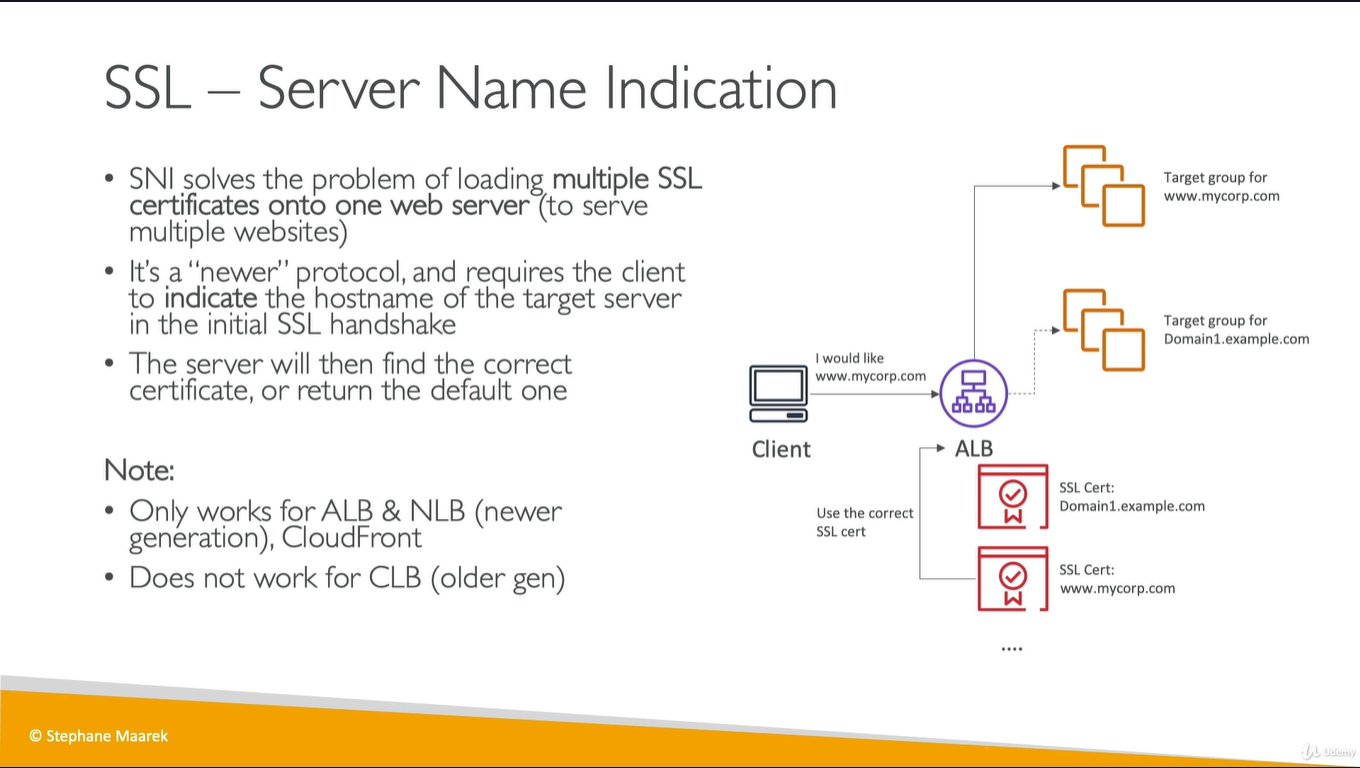 SSL – Server Name Indication
• SNI solves the problem of loading multiple SSL
certificates onto one web server (to serve
multiple websites)
• It's a “newer” protocol, and requires the client
to indicate the hostname of the target server
in the initial SSL handshake
• The server will then find the correct
certificate, or return the default one
Note:
• Only works for ALB & NLB (newer
generation), CloudFront
• Does not work for CLB (older gen)
Target group for
www.mycorp.com
Target group for
Domain1.example.com
I would like
www.mycorp.com
Client
ALB
Use the correct
SSL cert
SSL Cert:
Domain1.example.com
SSL Cert:
www.mycorp.com
....
© Stephane Maarek
Udemy